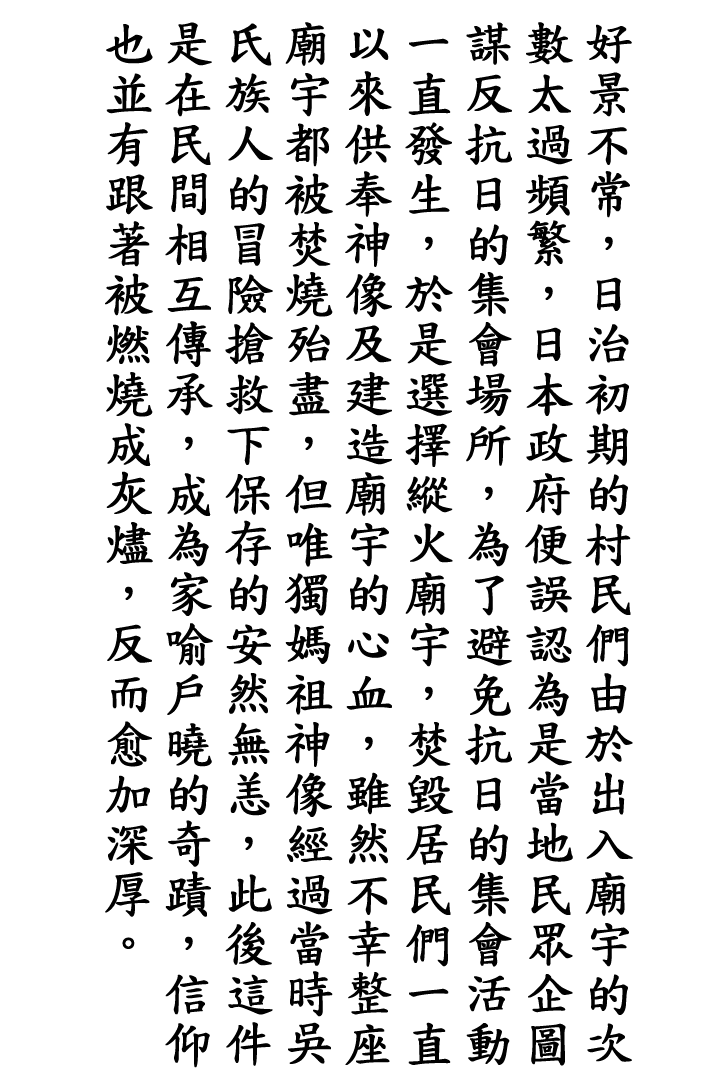 好景不常，日治初期的村民們由於出入廟宇的次
數太過頻繁，日本政府便誤認為是當地民眾企圖
謀反抗日的集會場所，為了避免抗日的集會活動
一直發生，於是選擇縱火廟宇，焚毀居民們一直
以來供奉神像及建造廟宇的心血，雖然不幸整座
廟宇都被焚燒殆盡，但唯獨媽祖神像經過當時吳
氏族人的冒險搶救下保存的安然無恙，此後這件
是在民間相互傳承，成為家喻戶曉的奇蹟，信仰
也並有跟著被燃燒成灰燼，反而愈加深厚。